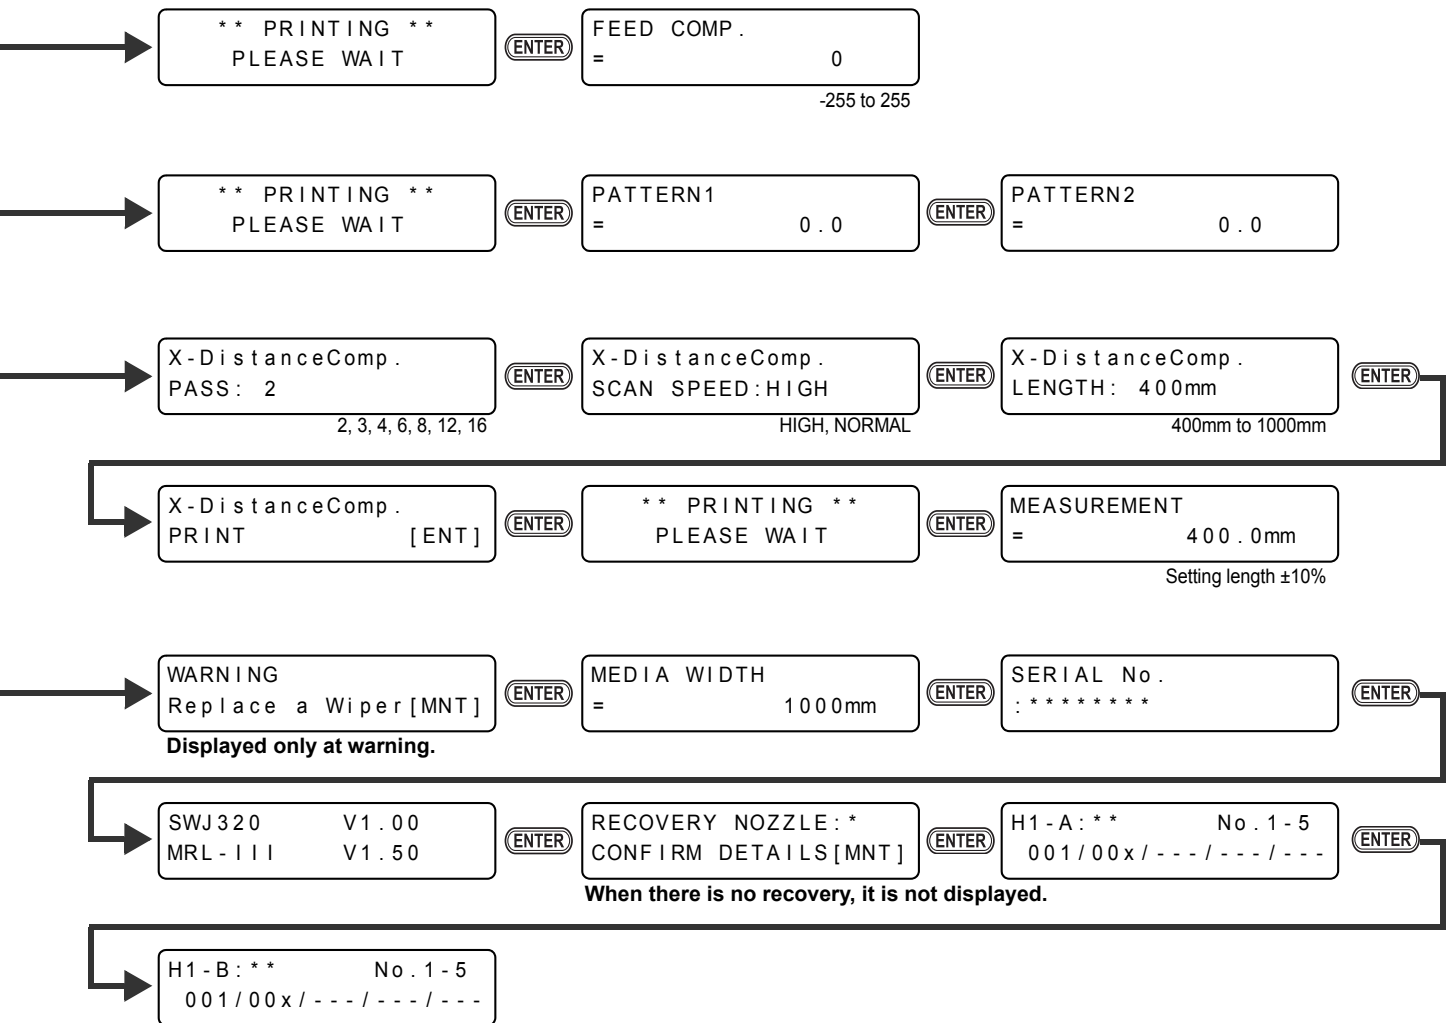 ** PRINTING **
PLEASE WAIT
ENTER
FEED COMP.
= 0
-255 to 255
** PRINTING **
PLEASE WAIT
ENTER
PATTERN1
= 0.0
ENTER
PATTERN2
= 0.0
X-DistanceComp.
PASS: 2
2, 3, 4, 6, 8, 12, 16
ENTER
X-DistanceComp.
SCAN SPEED:HIGH
HIGH, NORMAL
ENTER
X-DistanceComp.
LENGTH: 400mm
400mm to 1000mm
ENTER
X-DistanceComp.
PRINT [ENT]
ENTER
** PRINTING **
PLEASE WAIT
ENTER
MEASUREMENT
= 400.0mm
Setting length ±10%
WARNING
Replace a Wiper[MNT]
Displayed only at warning.
ENTER
MEDIA WIDTH
= 1000mm
ENTER
SERIAL No.
:********
ENTER
SWJ320 V1.00
MRL-III V1.50
ENTER
RECOVERY NOZZLE:*
CONFIRM DETAILS[MNT]
When there is no recovery, it is not displayed.
ENTER
H1-A:** No.1-5
001/00x/---/---/---
ENTER
H1-B:** No.1-5
001/00x/---/---/---